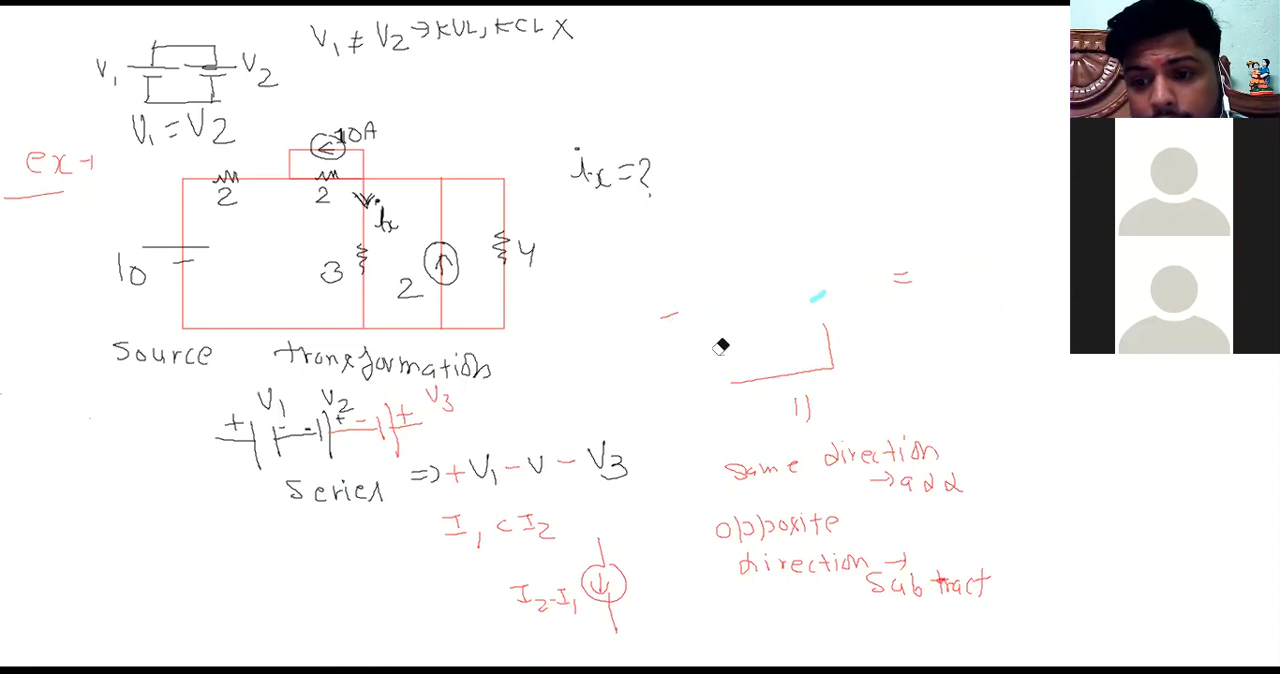 V1 ≠ V2 → KVL, KCL X
V1
V2
V1 = V2
ex-1
10A
2
2
ix
ix = ?
10
3
2
4
=
Source transformation
V1
V2
V3
+ - - + - +
Series
⇒ +V1 - V - V3
I1 < I2
I2-I1
same direction
→ add
opposite
direction →
Subtract